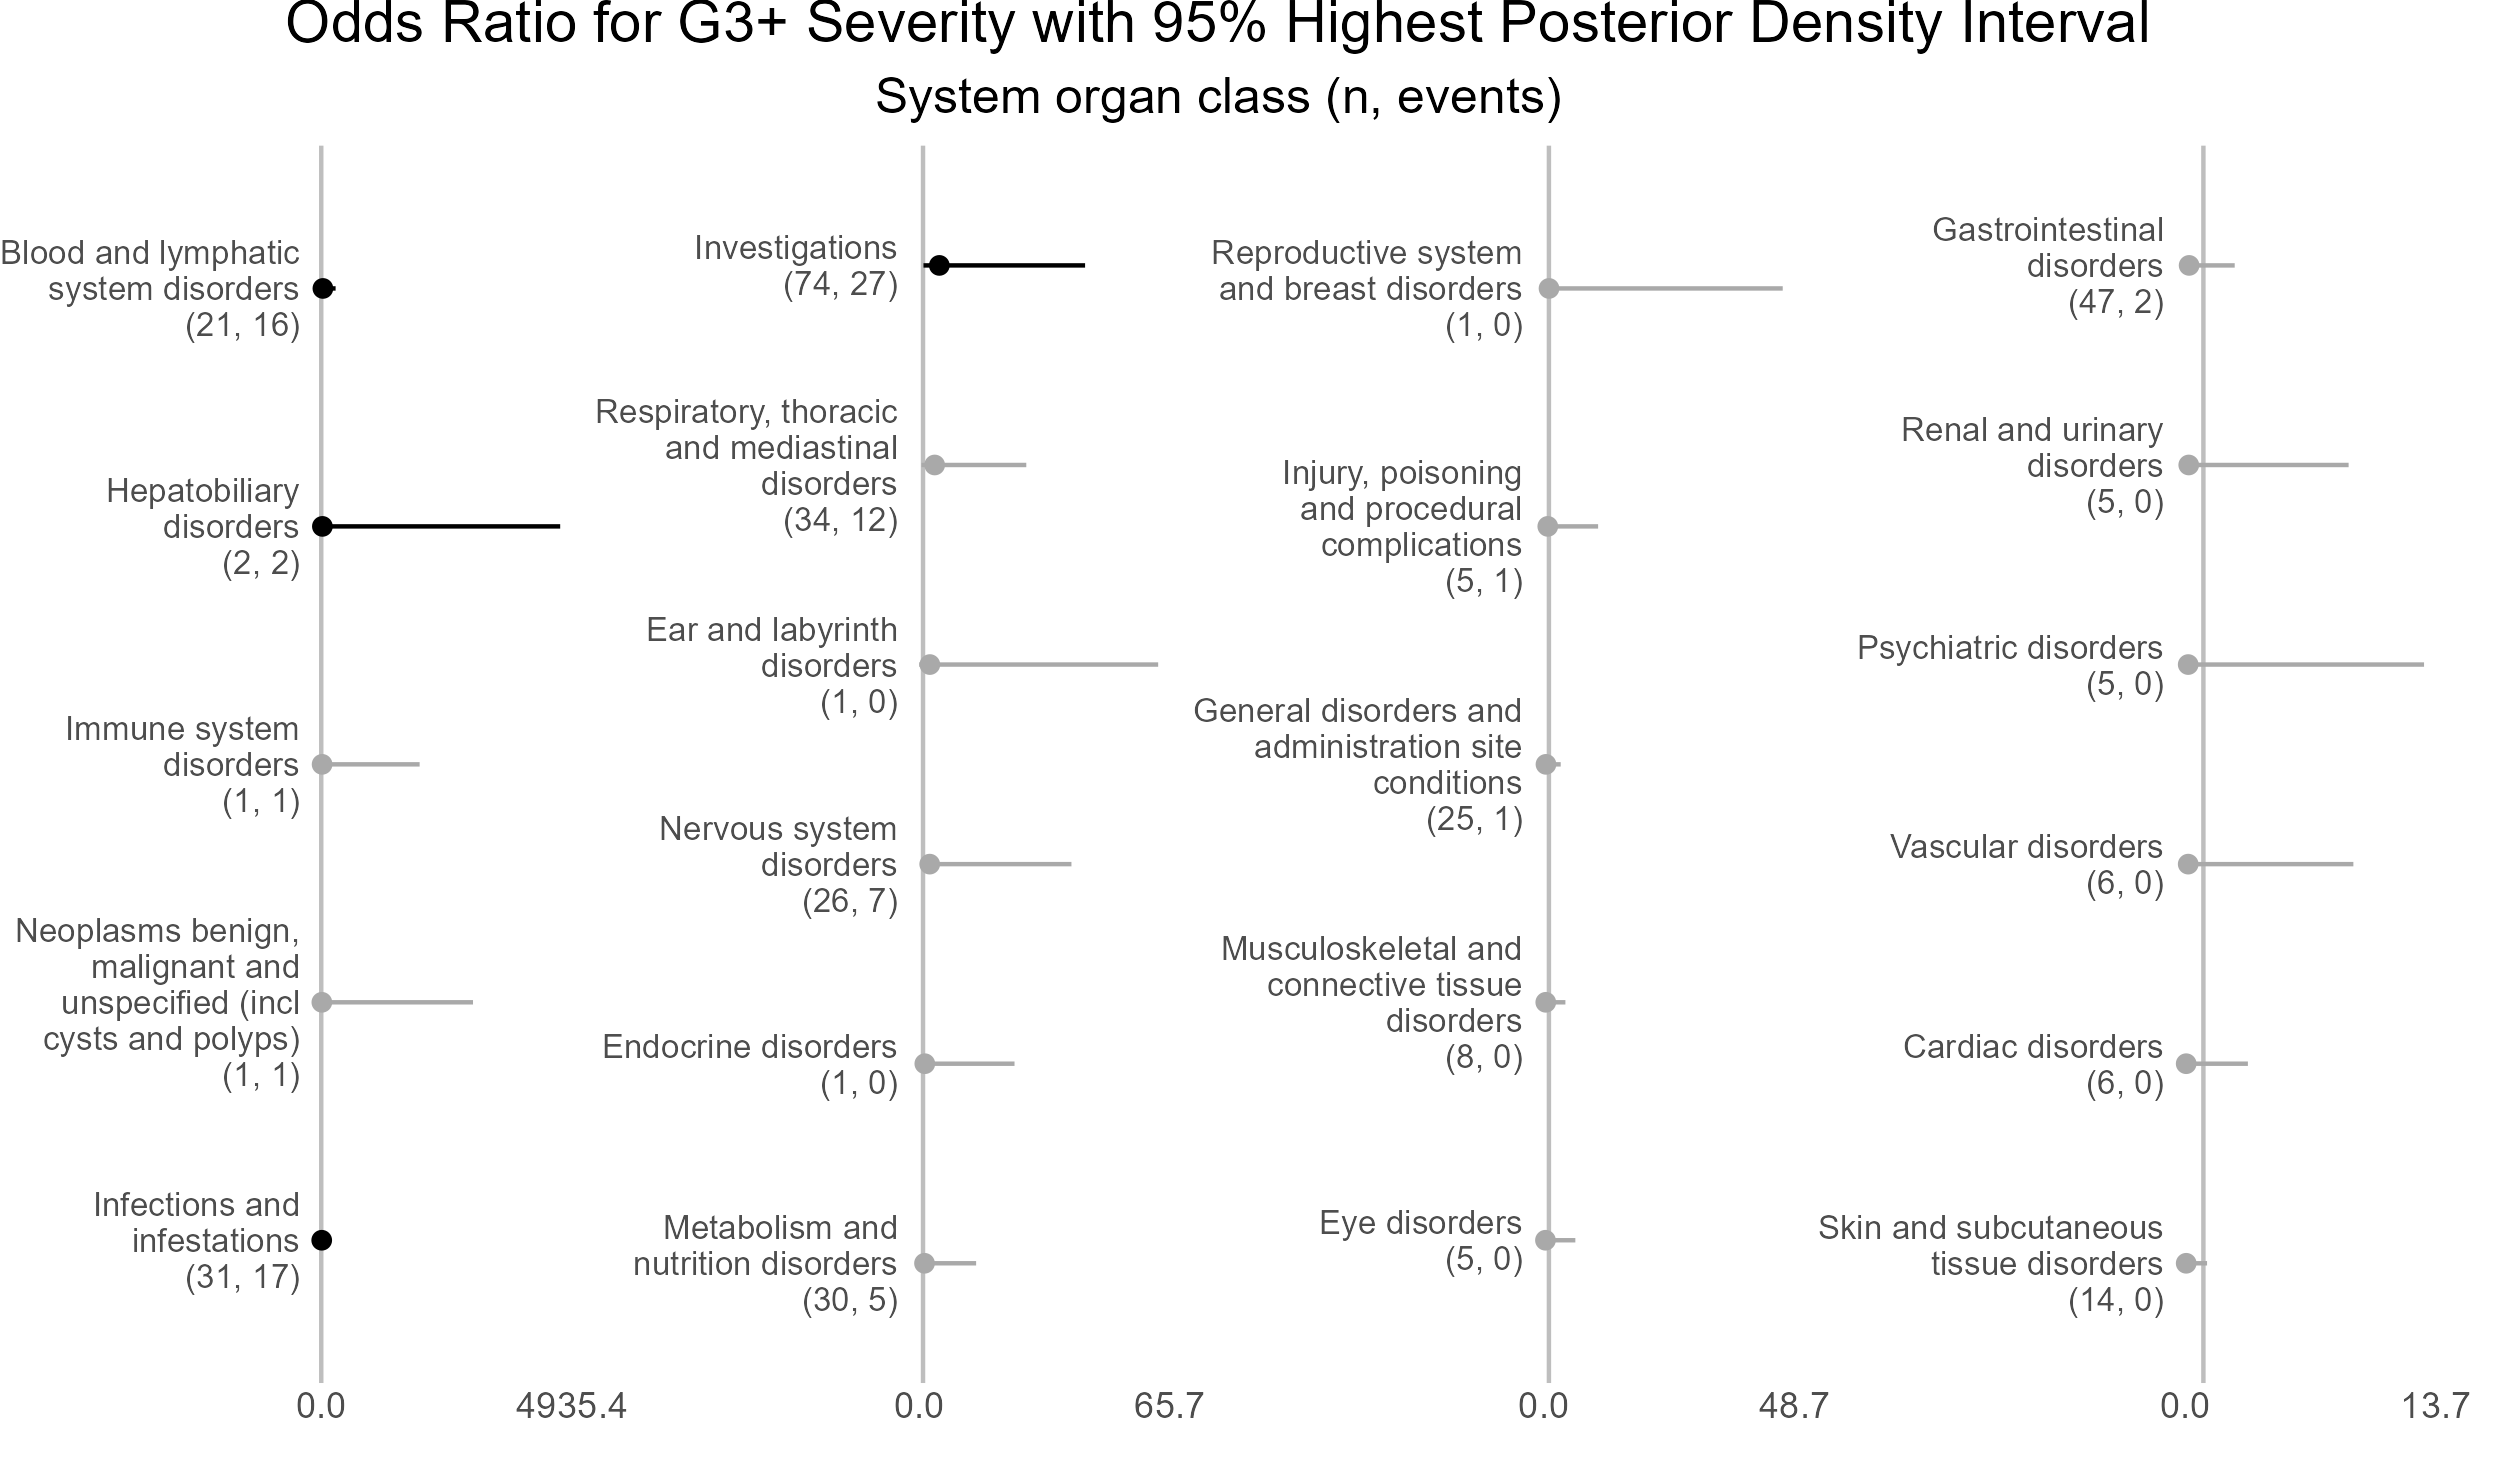 Odds Ratio for G3+ Severity with 95% Highest Posterior Density Interval
System organ class (n, events)
Blood and lymphatic
system disorders
(21, 16)
Hepatobiliary
disorders
(2, 2)
Immune system
disorders
(1, 1)
Neoplasms benign,
malignant and
unspecified (incl
cysts and polyps)
(1, 1)
Infections and
infestations
(31, 17)
0.0
4935.4
Investigations
(74, 27)
Respiratory, thoracic
and mediastinal
disorders
(34, 12)
Ear and labyrinth
disorders
(1, 0)
Nervous system
disorders
(26, 7)
Endocrine disorders
(1, 0)
Metabolism and
nutrition disorders
(30, 5)
0.0
65.7
Reproductive system
and breast disorders
(1, 0)
Injury, poisoning
and procedural
complications
(5, 1)
General disorders and
administration site
conditions
(25, 1)
Musculoskeletal and
connective tissue
disorders
(8, 0)
Eye disorders
(5, 0)
0.0
48.7
Gastrointestinal
disorders
(47, 2)
Renal and urinary
disorders
(5, 0)
Psychiatric disorders
(5, 0)
Vascular disorders
(6, 0)
Cardiac disorders
(6, 0)
Skin and subcutaneous
tissue disorders
(14, 0)
0.0
13.7